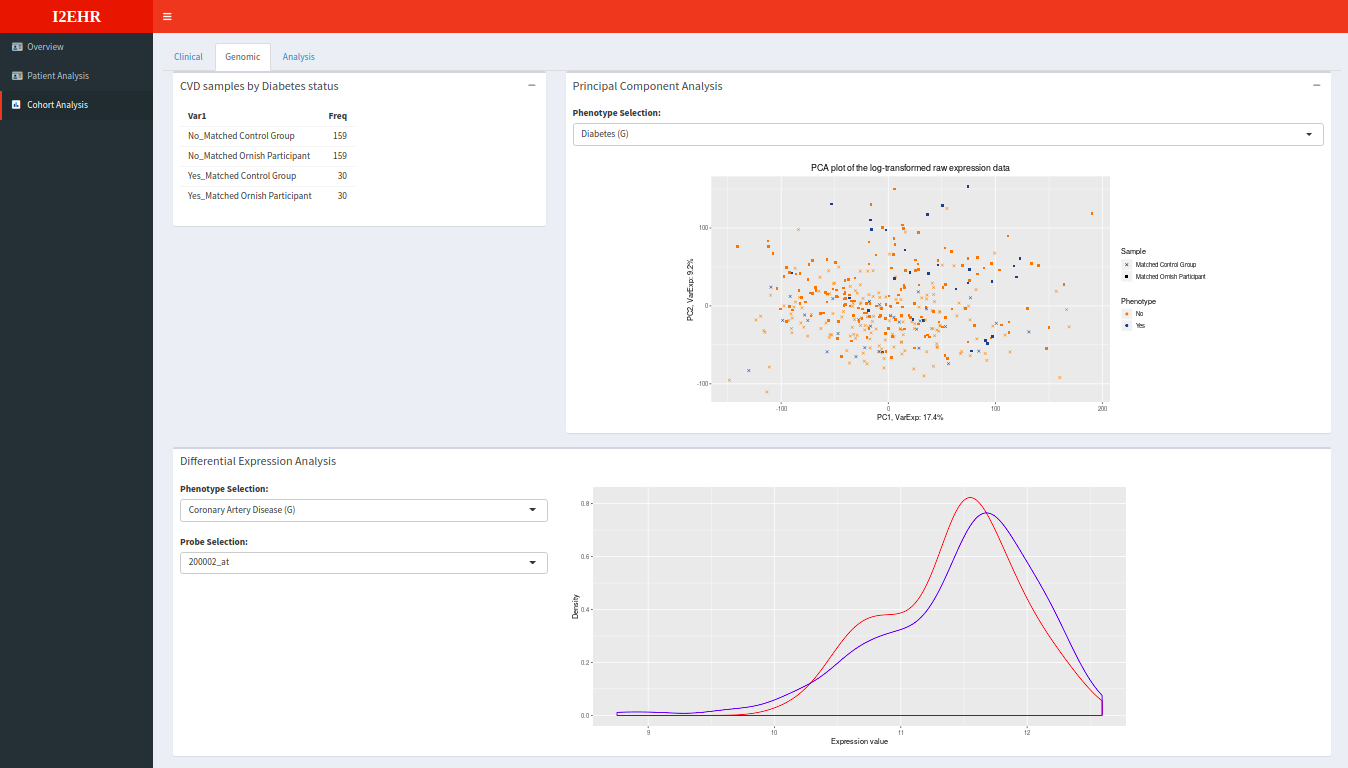 I2EHR
Overview
Patient Analysis
Cohort Analysis
Clinical
Genomic
Analysis
CVD samples by Diabetes status
Var1 Freq
No_Matched Control Group 159
No_Matched Ornish Participant 159
Yes_Matched Control Group 30
Yes_Matched Ornish Participant 30
Principal Component Analysis
Phenotype Selection:
Diabetes (G)
PCA plot of the log-transformed raw expression data
PC2, VarExp: 9.2%
100
0
-100
-100 0 100 200
PC1, VarExp: 17.4%
Sample
Matched Control Group
Matched Ornish Participant
Phenotype
No
Yes
Differential Expression Analysis
Phenotype Selection:
Coronary Artery Disease (G)
Probe Selection:
200002_at
Density
0.8
0.6
0.4
0.2
0.0
9 10 11 12
Expression value